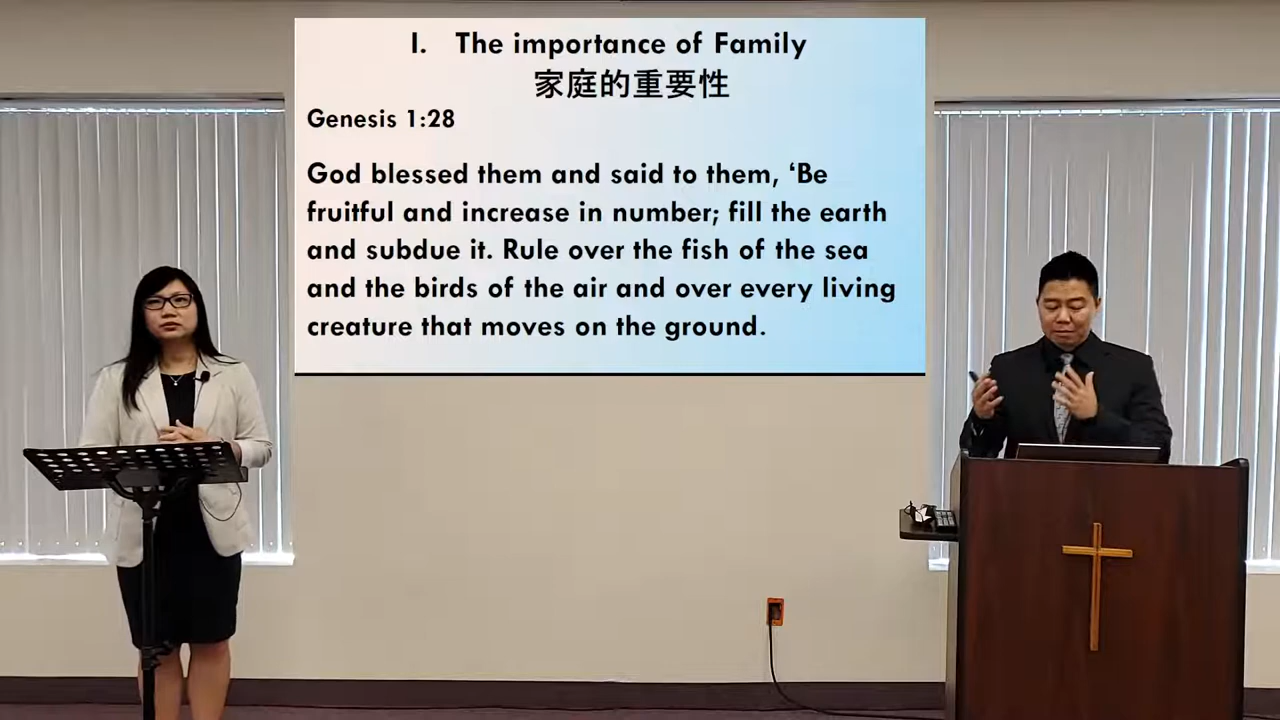 I. The importance of Family
家庭的重要性
Genesis 1:28
God blessed them and said to them, ‘Be
fruitful and increase in number; fill the earth
and subdue it. Rule over the fish of the sea
and the birds of the air and over every living
creature that moves on the ground.